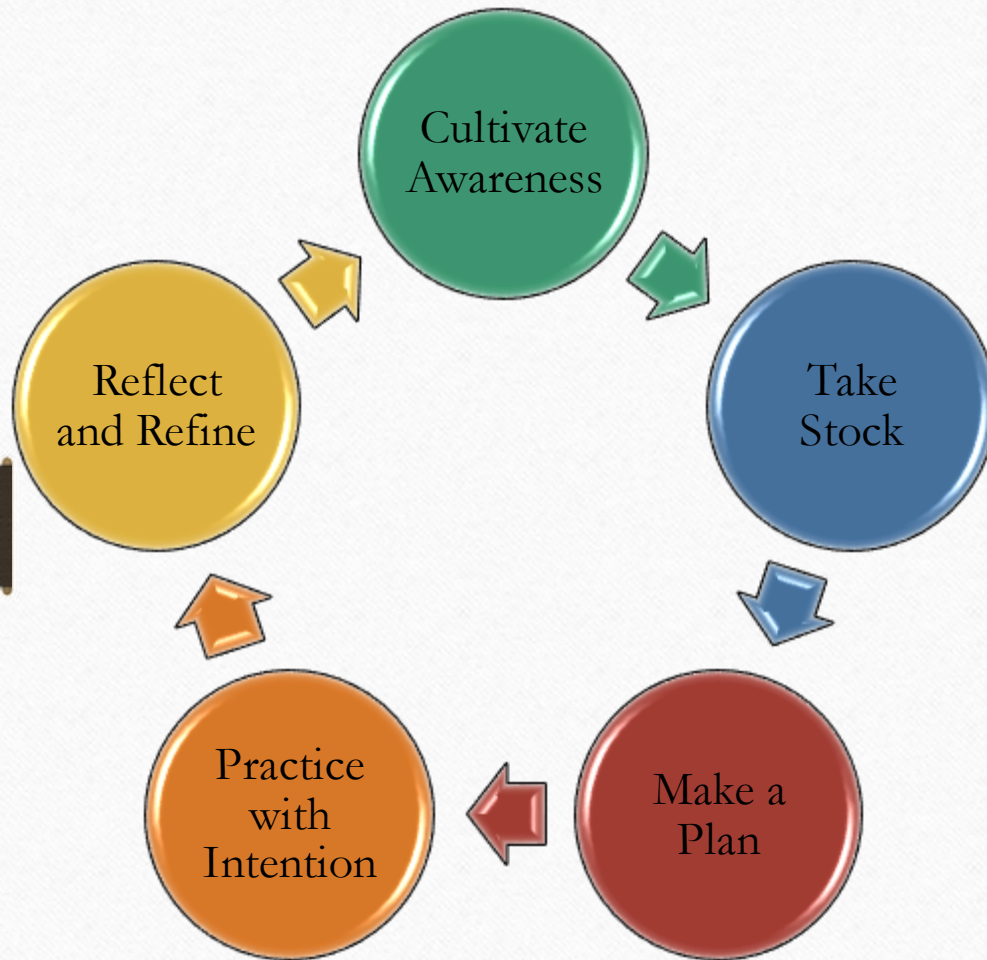 Cultivate
Awareness
Take
Stock
Make a
Plan
Practice
with
Intention
Reflect
and Refine